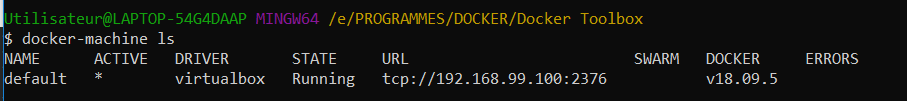 Utilisateur@LAPTOP-54G4DAAP MINGW64 /e/PROGRAMMES/DOCKER/Docker Toolbox
$ docker-machine ls
NAME      ACTIVE   DRIVER       STATE     URL                         SWARM   DOCKER     ERRORS
default   *        virtualbox   Running   tcp://192.168.99.100:2376           v18.09.5